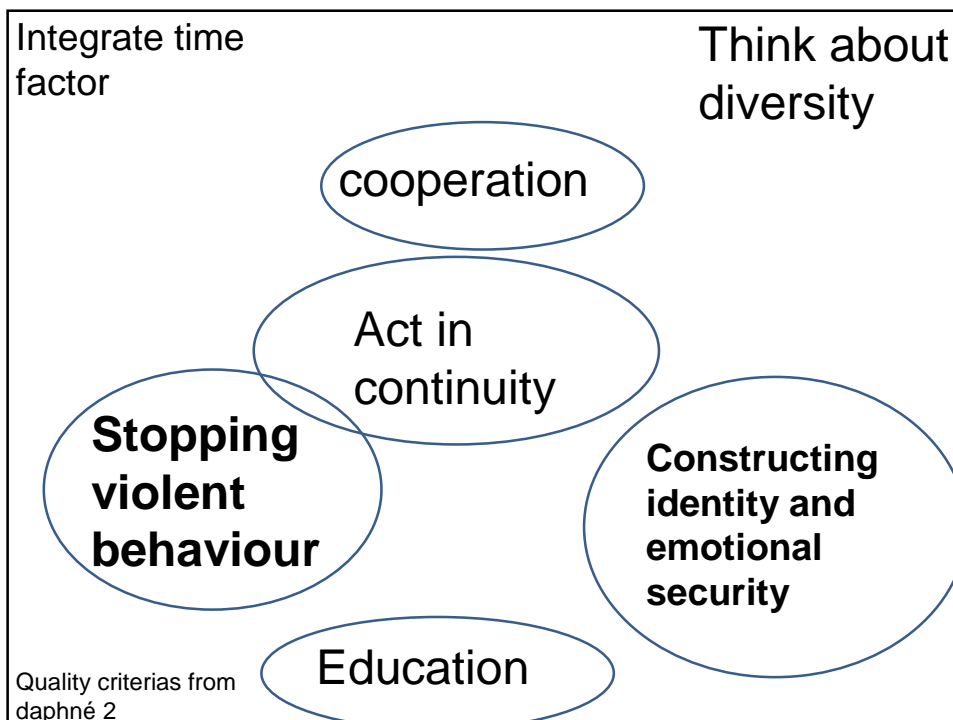 Integrate time
factor
Think about
diversity
cooperation
Act in
continuity
Stopping
violent
behaviour
Constructing
identity and
emotional
security
Education
Quality criterias from
daphné 2